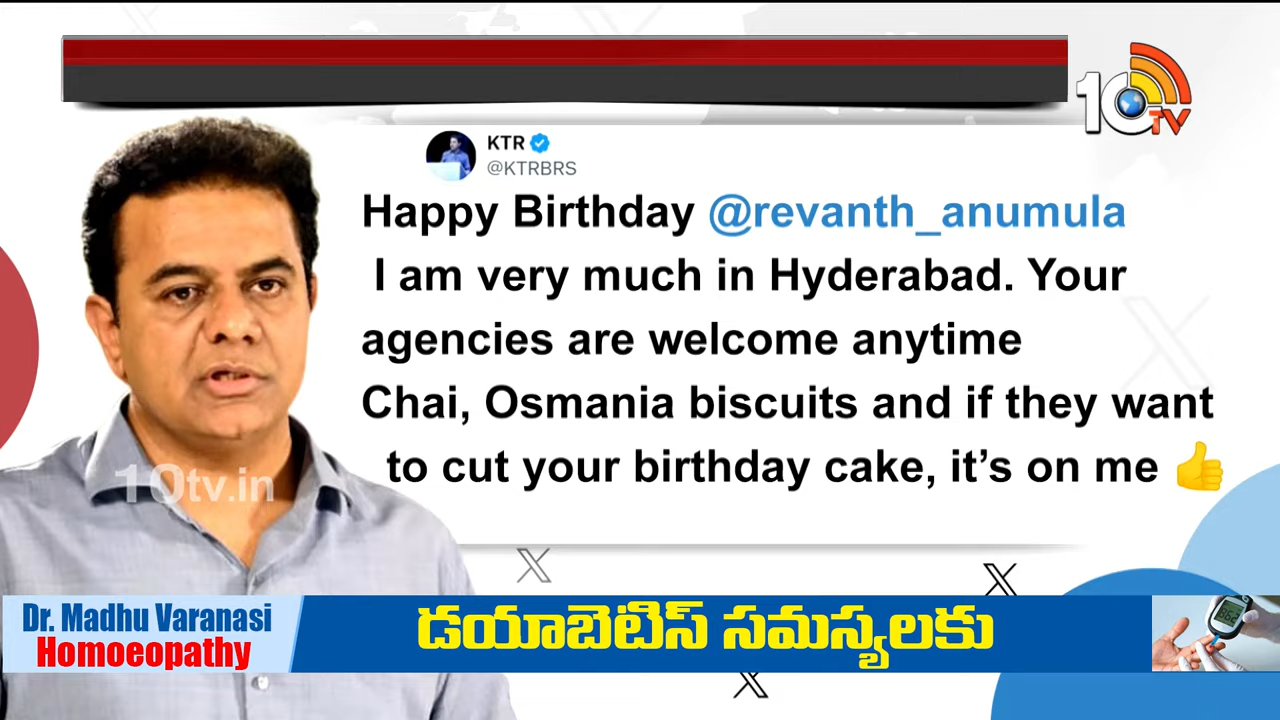 10TV
KTR
@KTRBRS
Happy Birthday @revanth_anumula
I am very much in Hyderabad. Your
agencies are welcome anytime
Chai, Osmania biscuits and if they want
to cut your birthday cake, it’s on me 👍
10tv.in
Dr. Madhu Varanasi
Homoeopathy
డయాబెటిస్ సమస్యలకు